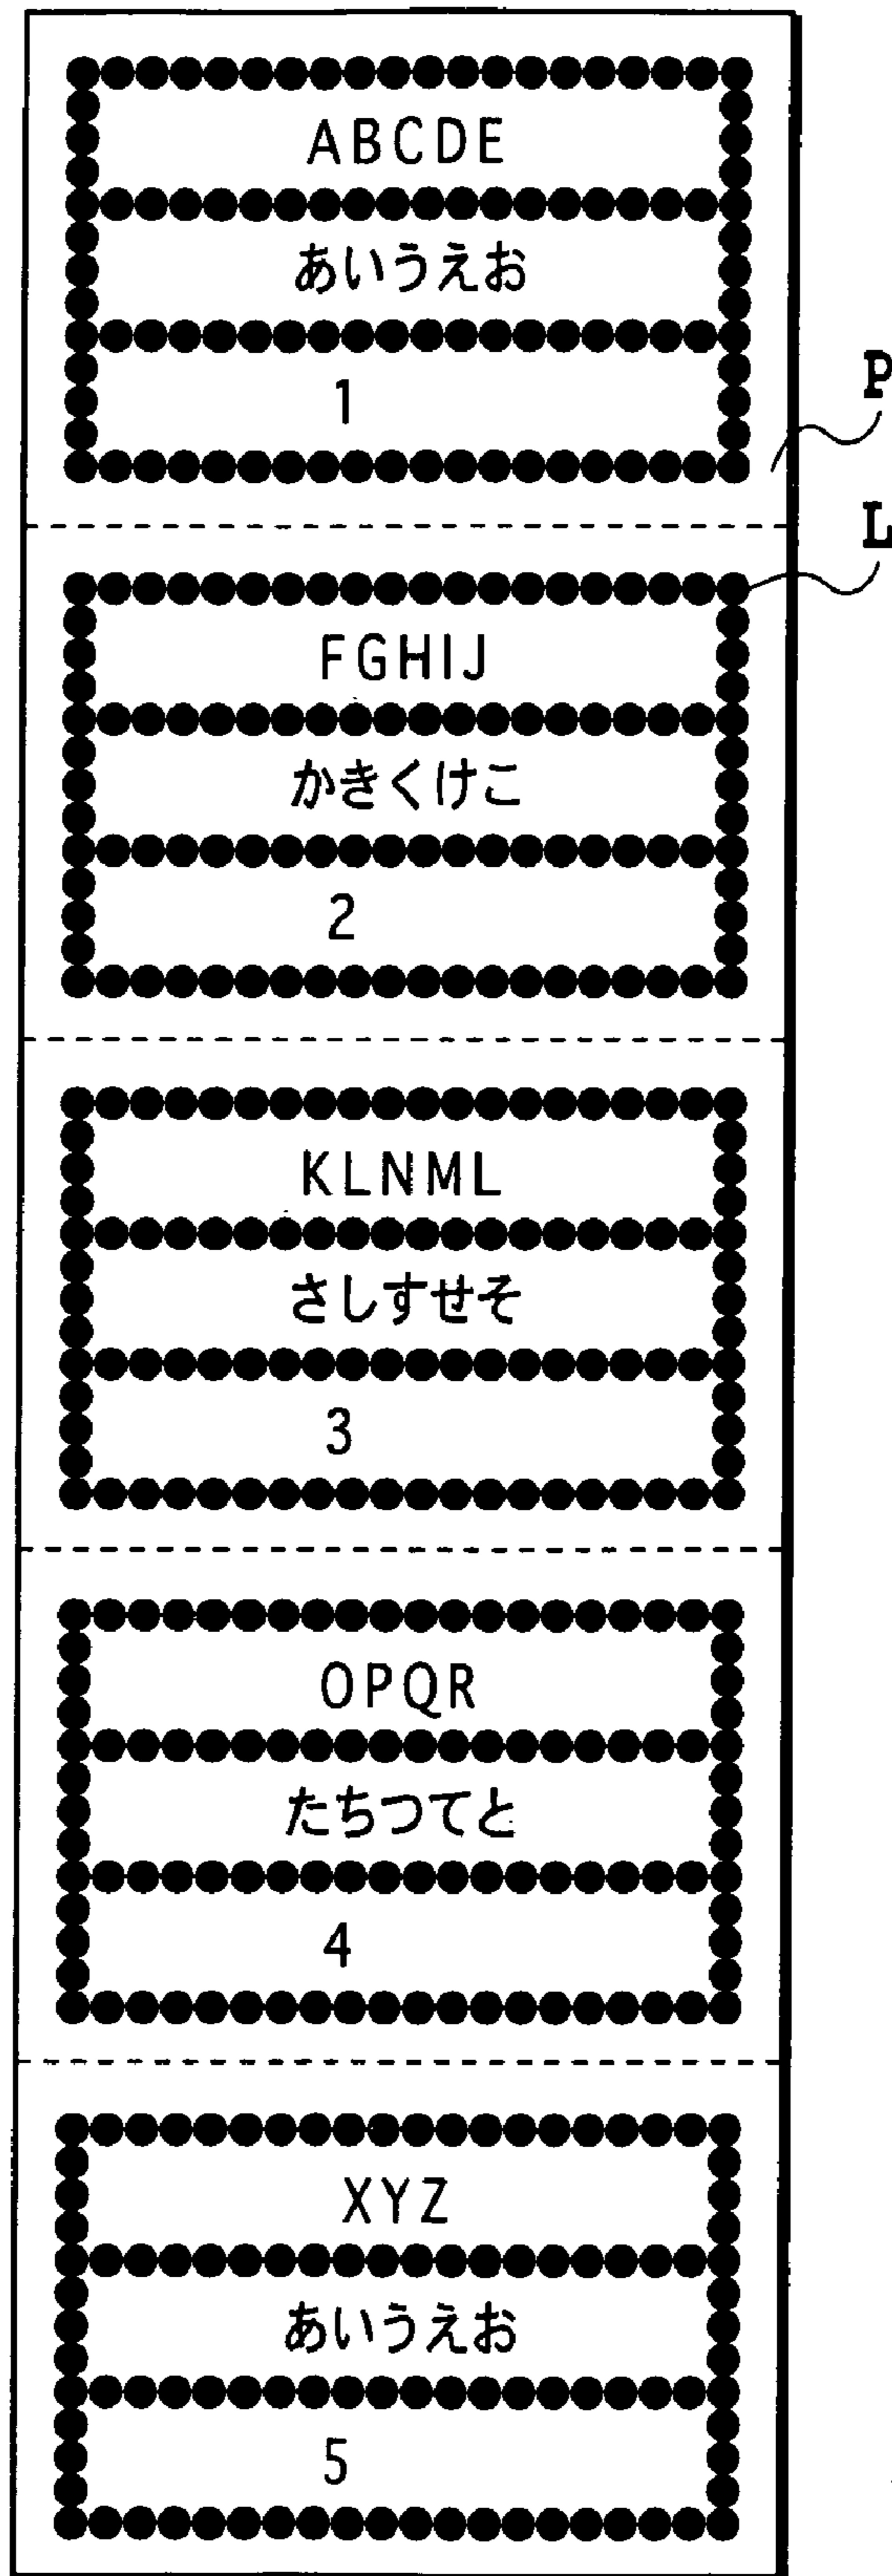 ABCDE
あいうえお
1
P
L
FGHIJ
かきくけこ
2
KLNML
さしすせそ
3
OPQR
たちつてと
4
XYZ
あいうえお
5